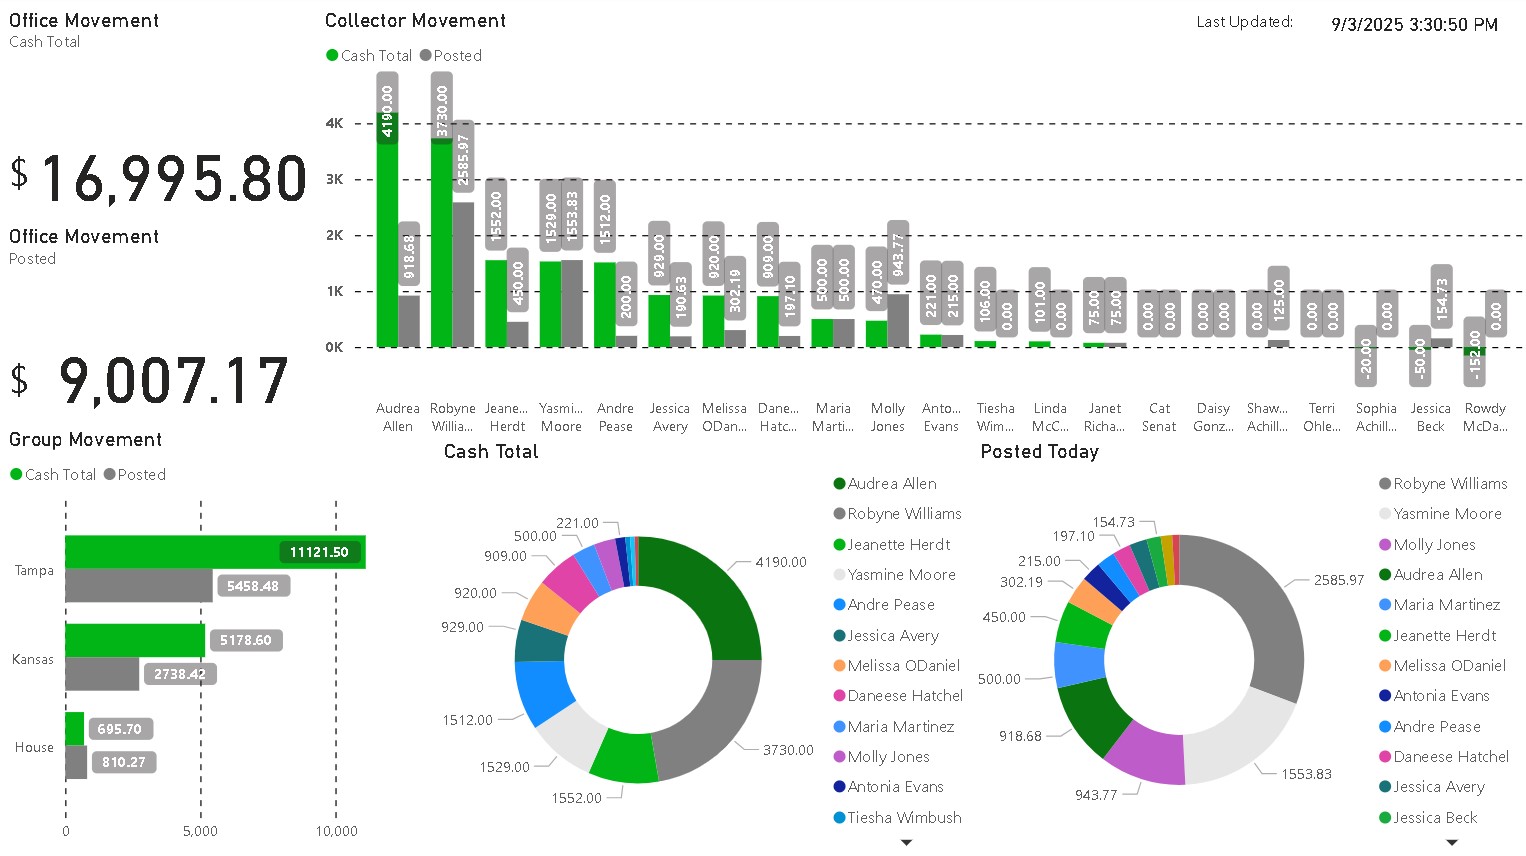 Office Movement
Cash Total
$ 16,995.80
Office Movement
Posted
$ 9,007.17
Collector Movement
Last Updated: 9/3/2025 3:30:50 PM
Cash Total Posted
4K
3K
2K
1K
0K
4190.00
918.68
3730.00
2585.97
1552.00
450.00
1529.00
1553.83
1512.00
200.00
929.00
190.63
920.00
302.19
909.00
197.10
500.00
500.00
470.00
943.77
221.00
215.00
106.00
0.00
101.00
0.00
75.00
75.00
0.00
0.00
0.00
0.00
0.00
125.00
0.00
0.00
-20.00
0.00
-50.00
154.73
-152.00
0.00
Audrea Allen
Robyne Willia...
Jeane... Herdt
Yasmi... Moore
Andre Pease
Jessica Avery
Melissa ODan...
Dane... Hatc...
Maria Marti...
Molly Jones
Anto... Evans
Tiesha Wim...
Linda McC...
Janet Richa...
Cat Senat
Daisy Gonz...
Shaw... Achill...
Terri Ohle...
Sophia Achill...
Jessica Beck
Rowdy McDa...
Group Movement
Cash Total Posted
Tampa
11121.50
5458.48
Kansas
5178.60
2738.42
House
695.70
810.27
0 5,000 10,000
Cash Total
4190.00
3730.00
1552.00
1529.00
1512.00
929.00
920.00
909.00
500.00
221.00
Audrea Allen
Robyne Williams
Jeanette Herdt
Yasmine Moore
Andre Pease
Jessica Avery
Melissa ODaniel
Daneese Hatchel
Maria Martinez
Molly Jones
Antonia Evans
Tiesha Wimbush
Posted Today
2585.97
1553.83
943.77
918.68
500.00
450.00
302.19
215.00
197.10
154.73
Robyne Williams
Yasmine Moore
Molly Jones
Audrea Allen
Maria Martinez
Jeanette Herdt
Melissa ODaniel
Antonia Evans
Andre Pease
Daneese Hatchel
Jessica Avery
Jessica Beck